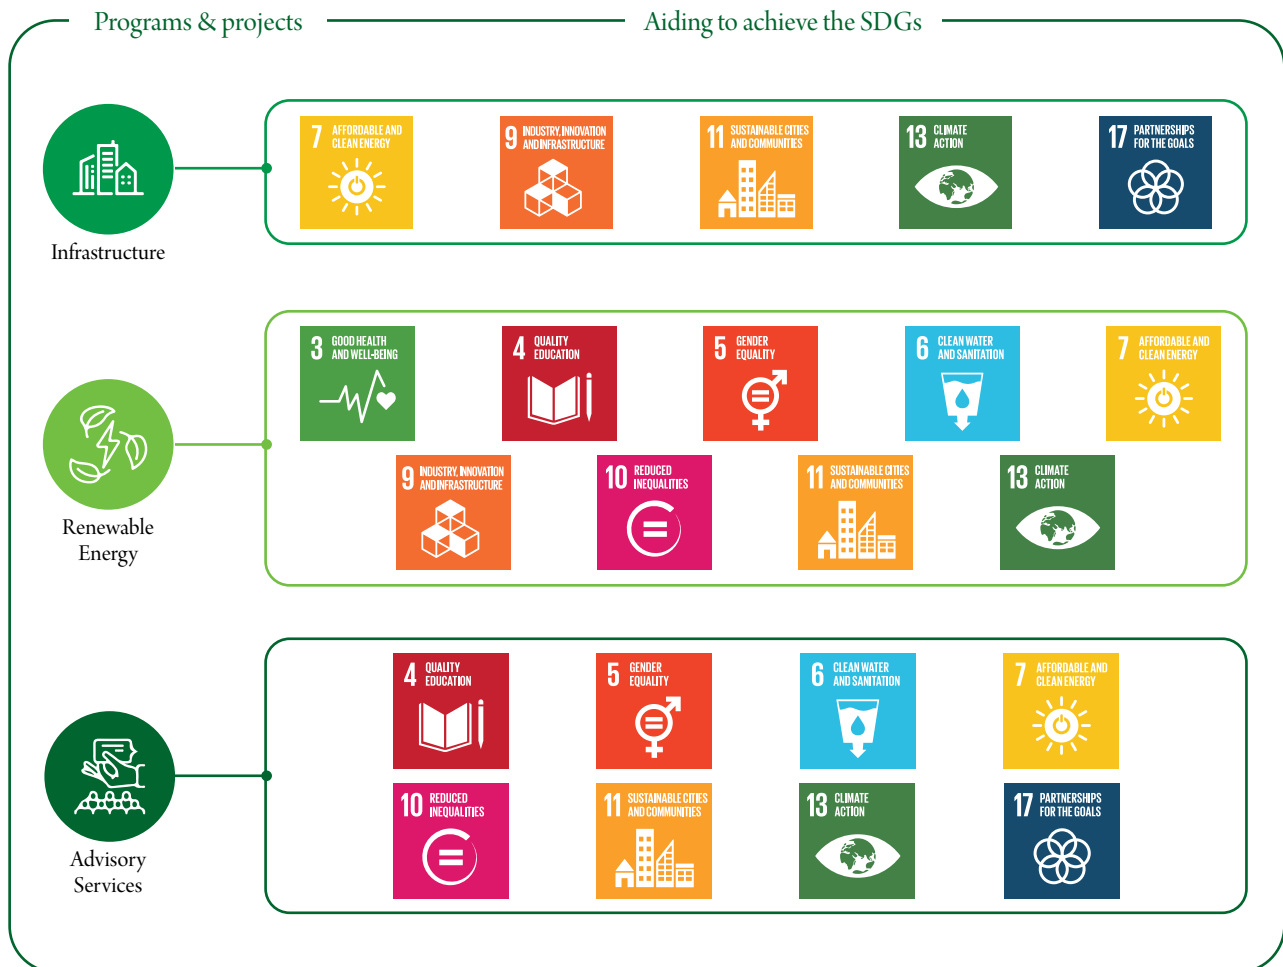 Programs & projects
Aiding to achieve the SDGs
Infrastructure
7 AFFORDABLE AND
CLEAN ENERGY
9 INDUSTRY, INNOVATION
AND INFRASTRUCTURE
11 SUSTAINABLE CITIES
AND COMMUNITIES
13 CLIMATE
ACTION
17 PARTNERSHIPS
FOR THE GOALS
Renewable
Energy
3 GOOD HEALTH
AND WELL-BEING
4 QUALITY
EDUCATION
5 GENDER
EQUALITY
6 CLEAN WATER
AND SANITATION
7 AFFORDABLE AND
CLEAN ENERGY
9 INDUSTRY, INNOVATION
AND INFRASTRUCTURE
10 REDUCED
INEQUALITIES
11 SUSTAINABLE CITIES
AND COMMUNITIES
13 CLIMATE
ACTION
Advisory
Services
4 QUALITY
EDUCATION
5 GENDER
EQUALITY
6 CLEAN WATER
AND SANITATION
7 AFFORDABLE AND
CLEAN ENERGY
10 REDUCED
INEQUALITIES
11 SUSTAINABLE CITIES
AND COMMUNITIES
13 CLIMATE
ACTION
17 PARTNERSHIPS
FOR THE GOALS